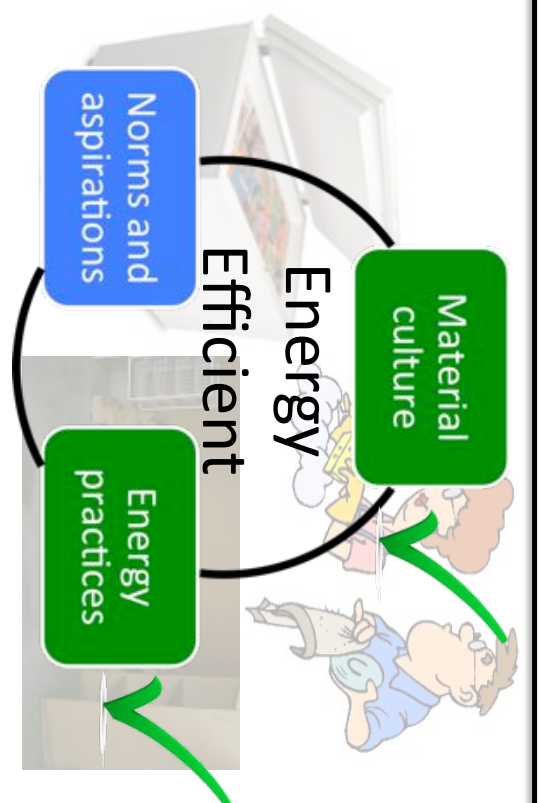 Material
culture
Energy
Efficient
Norms and
aspirations
Energy
practices